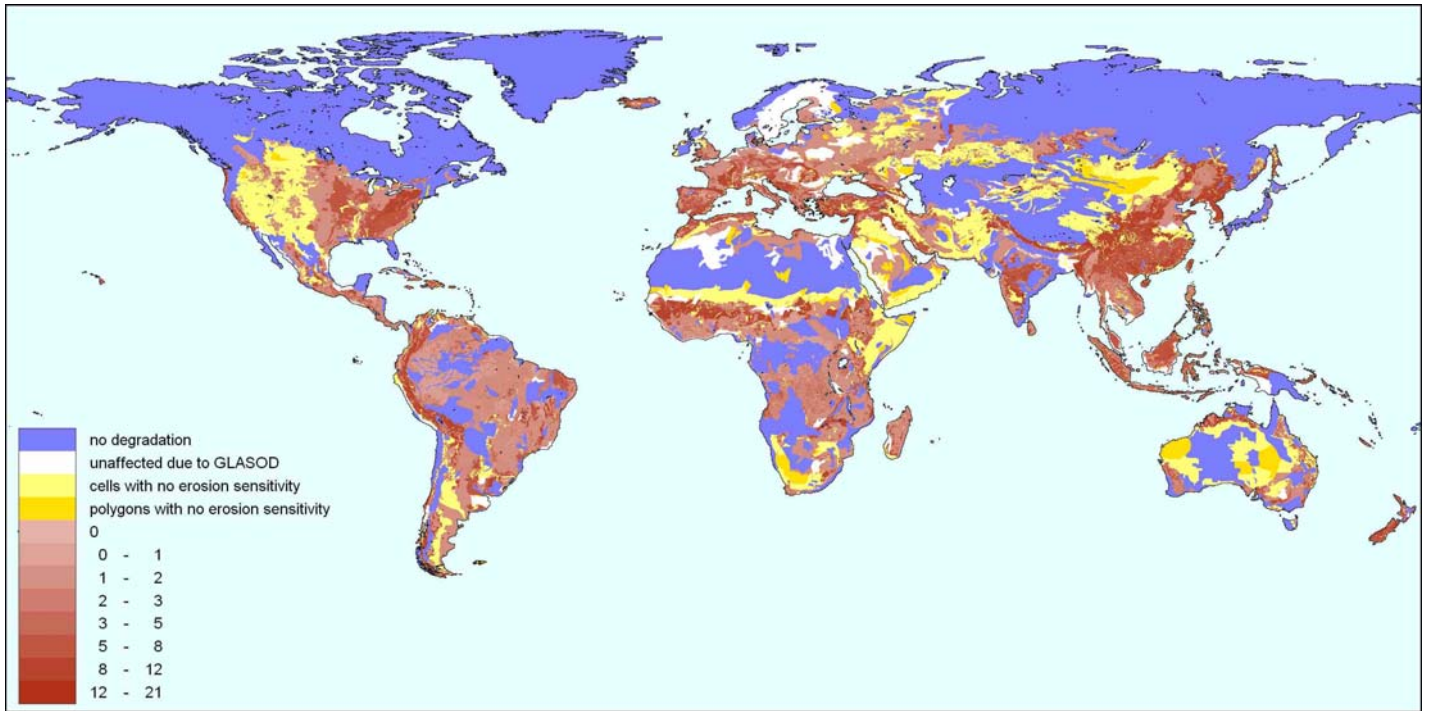 no degradation
unaffected due to GLASOD
cells with no erosion sensitivity
polygons with no erosion sensitivity
0
0 - 1
1 - 2
2 - 3
3 - 5
5 - 8
8 - 12
12 - 21